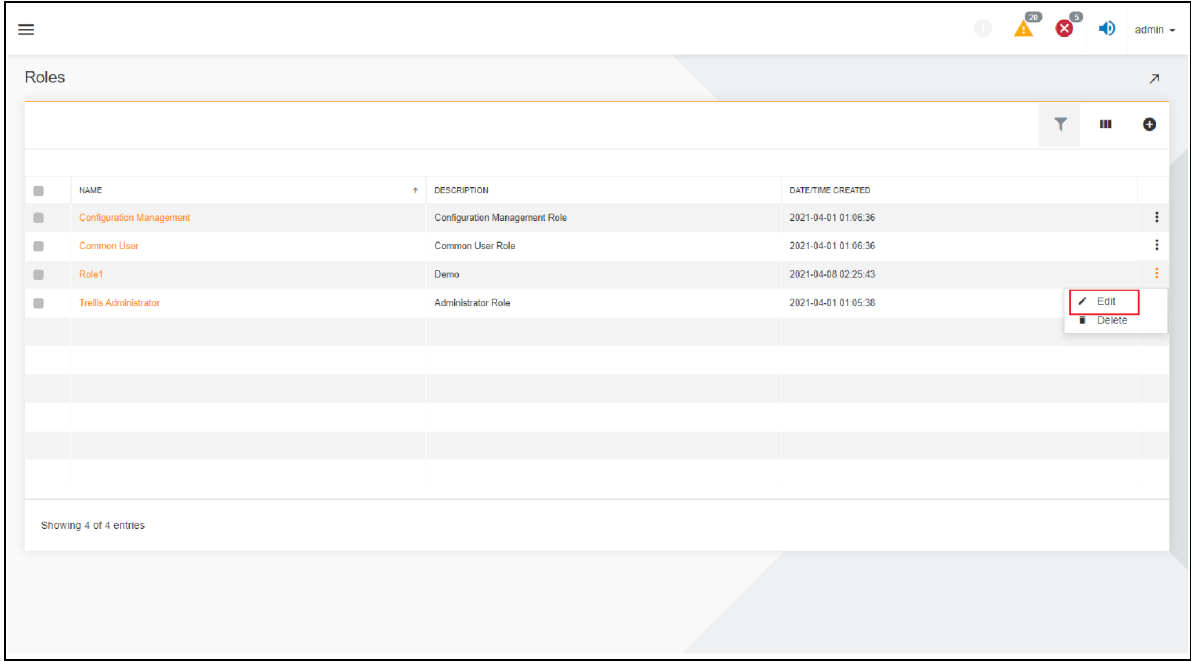 20 5 admin
Roles
NAME DESCRIPTION DATE/TIME CREATED
Configuration Management Configuration Management Role 2021-04-01 01:06:36
Common User Common User Role 2021-04-01 01:06:36
Role1 Demo 2021-04-08 02:25:43
Trellis Administrator Administrator Role 2021-04-01 01:05:38
Edit
Delete
Showing 4 of 4 entries